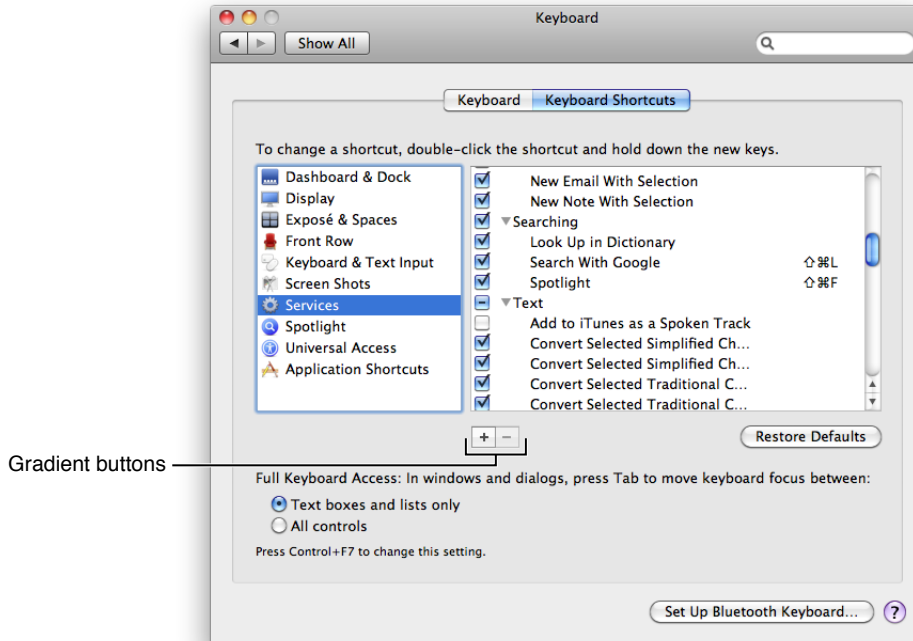 Keyboard
Show All
Keyboard Keyboard Shortcuts
To change a shortcut, double-click the shortcut and hold down the new keys.
Dashboard & Dock
Display
Exposé & Spaces
Front Row
Keyboard & Text Input
Screen Shots
Services
Spotlight
Universal Access
Application Shortcuts
New Email With Selection
New Note With Selection
Searching
Look Up in Dictionary
Search With Google ⇧⌘L
Spotlight ⇧⌘F
Text
Add to iTunes as a Spoken Track
Convert Selected Simplified Ch...
Convert Selected Simplified Ch...
Convert Selected Traditional C...
Convert Selected Traditional C...
+ −
Restore Defaults
Gradient buttons
Full Keyboard Access: In windows and dialogs, press Tab to move keyboard focus between:
Text boxes and lists only
All controls
Press Control+F7 to change this setting.
Set Up Bluetooth Keyboard... ?